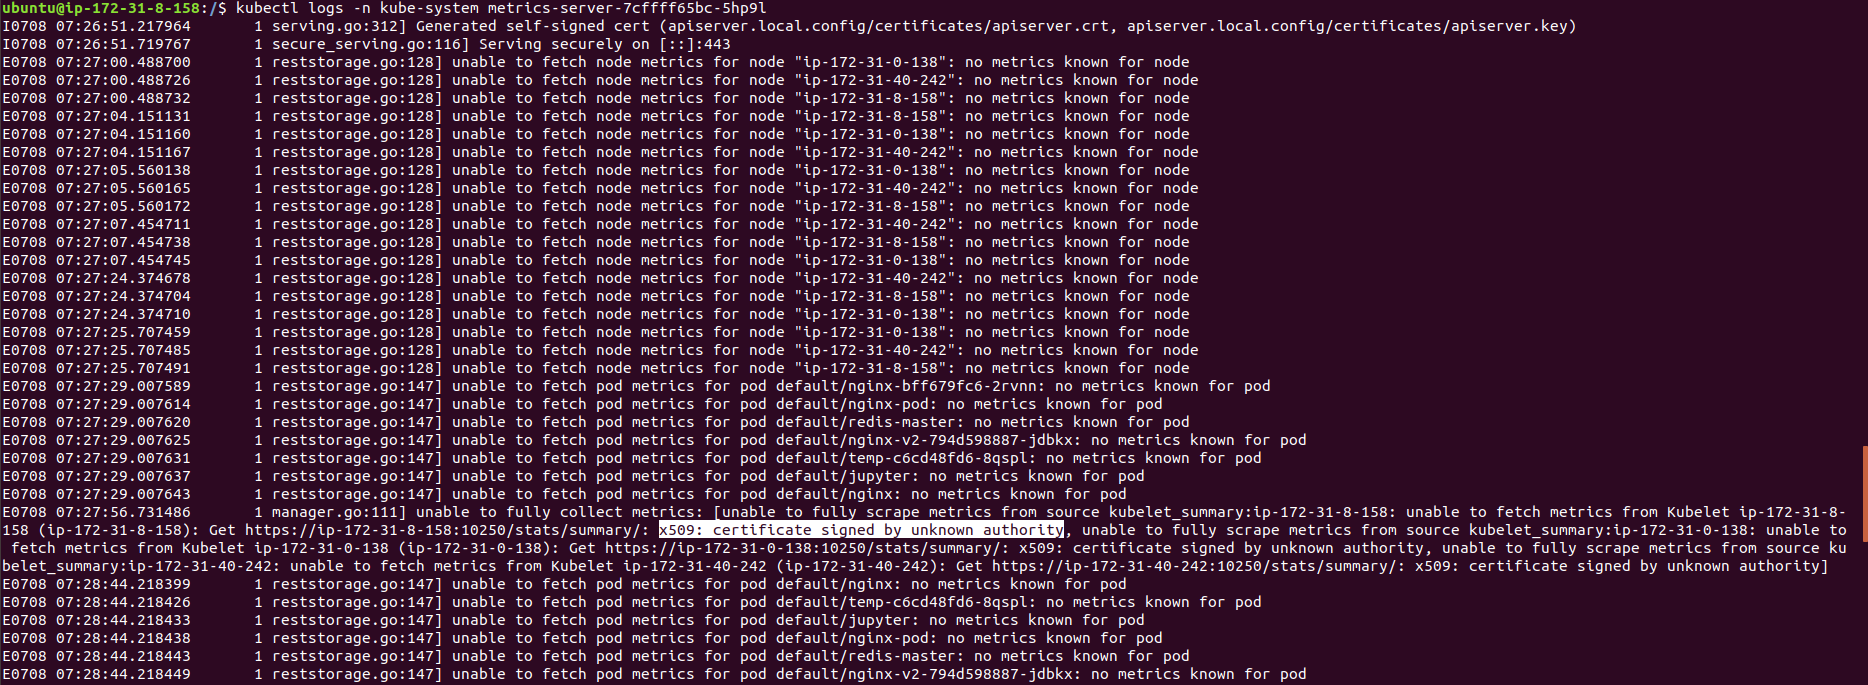 ubuntu@ip-172-31-8-158:/$ kubectl logs -n kube-system metrics-server-7cffff65bc-5hp9l
I0708 07:26:51.217964       1 serving.go:312] Generated self-signed cert (apiserver.local.config/certificates/apiserver.crt, apiserver.local.config/certificates/apiserver.key)
I0708 07:26:51.719767       1 secure_serving.go:116] Serving securely on [::]:443
E0708 07:27:00.488700       1 reststorage.go:128] unable to fetch node metrics for node "ip-172-31-0-138": no metrics known for node
E0708 07:27:00.488726       1 reststorage.go:128] unable to fetch node metrics for node "ip-172-31-40-242": no metrics known for node
E0708 07:27:00.488732       1 reststorage.go:128] unable to fetch node metrics for node "ip-172-31-8-158": no metrics known for node
E0708 07:27:04.151131       1 reststorage.go:128] unable to fetch node metrics for node "ip-172-31-8-158": no metrics known for node
E0708 07:27:04.151160       1 reststorage.go:128] unable to fetch node metrics for node "ip-172-31-0-138": no metrics known for node
E0708 07:27:04.151167       1 reststorage.go:128] unable to fetch node metrics for node "ip-172-31-40-242": no metrics known for node
E0708 07:27:05.560138       1 reststorage.go:128] unable to fetch node metrics for node "ip-172-31-0-138": no metrics known for node
E0708 07:27:05.560165       1 reststorage.go:128] unable to fetch node metrics for node "ip-172-31-40-242": no metrics known for node
E0708 07:27:05.560172       1 reststorage.go:128] unable to fetch node metrics for node "ip-172-31-8-158": no metrics known for node
E0708 07:27:07.454711       1 reststorage.go:128] unable to fetch node metrics for node "ip-172-31-40-242": no metrics known for node
E0708 07:27:07.454738       1 reststorage.go:128] unable to fetch node metrics for node "ip-172-31-8-158": no metrics known for node
E0708 07:27:07.454745       1 reststorage.go:128] unable to fetch node metrics for node "ip-172-31-0-138": no metrics known for node
E0708 07:27:24.374678       1 reststorage.go:128] unable to fetch node metrics for node "ip-172-31-40-242": no metrics known for node
E0708 07:27:24.374704       1 reststorage.go:128] unable to fetch node metrics for node "ip-172-31-8-158": no metrics known for node
E0708 07:27:24.374710       1 reststorage.go:128] unable to fetch node metrics for node "ip-172-31-0-138": no metrics known for node
E0708 07:27:25.707459       1 reststorage.go:128] unable to fetch node metrics for node "ip-172-31-0-138": no metrics known for node
E0708 07:27:25.707485       1 reststorage.go:128] unable to fetch node metrics for node "ip-172-31-40-242": no metrics known for node
E0708 07:27:25.707491       1 reststorage.go:128] unable to fetch node metrics for node "ip-172-31-8-158": no metrics known for node
E0708 07:27:29.007589       1 reststorage.go:147] unable to fetch pod metrics for pod default/nginx-bff679fc6-2rvnn: no metrics known for pod
E0708 07:27:29.007614       1 reststorage.go:147] unable to fetch pod metrics for pod default/nginx-pod: no metrics known for pod
E0708 07:27:29.007620       1 reststorage.go:147] unable to fetch pod metrics for pod default/redis-master: no metrics known for pod
E0708 07:27:29.007625       1 reststorage.go:147] unable to fetch pod metrics for pod default/nginx-v2-794d598887-jdbkx: no metrics known for pod
E0708 07:27:29.007631       1 reststorage.go:147] unable to fetch pod metrics for pod default/temp-c6cd48fd6-8qspl: no metrics known for pod
E0708 07:27:29.007637       1 reststorage.go:147] unable to fetch pod metrics for pod default/jupyter: no metrics known for pod
E0708 07:27:29.007643       1 reststorage.go:147] unable to fetch pod metrics for pod default/nginx: no metrics known for pod
E0708 07:27:56.731486       1 manager.go:111] unable to fully collect metrics: [unable to fully scrape metrics from source kubelet_summary:ip-172-31-8-158: unable to fetch metrics from Kubelet ip-172-31-8-
158 (ip-172-31-8-158): Get https://ip-172-31-8-158:10250/stats/summary/: x509: certificate signed by unknown authority, unable to fully scrape metrics from source kubelet_summary:ip-172-31-0-138: unable to
 fetch metrics from Kubelet ip-172-31-0-138 (ip-172-31-0-138): Get https://ip-172-31-0-138:10250/stats/summary/: x509: certificate signed by unknown authority, unable to fully scrape metrics from source ku
belet_summary:ip-172-31-40-242: unable to fetch metrics from Kubelet ip-172-31-40-242 (ip-172-31-40-242): Get https://ip-172-31-40-242:10250/stats/summary/: x509: certificate signed by unknown authority]
E0708 07:28:44.218399       1 reststorage.go:147] unable to fetch pod metrics for pod default/nginx: no metrics known for pod
E0708 07:28:44.218426       1 reststorage.go:147] unable to fetch pod metrics for pod default/temp-c6cd48fd6-8qspl: no metrics known for pod
E0708 07:28:44.218433       1 reststorage.go:147] unable to fetch pod metrics for pod default/jupyter: no metrics known for pod
E0708 07:28:44.218438       1 reststorage.go:147] unable to fetch pod metrics for pod default/nginx-pod: no metrics known for pod
E0708 07:28:44.218443       1 reststorage.go:147] unable to fetch pod metrics for pod default/redis-master: no metrics known for pod
E0708 07:28:44.218449       1 reststorage.go:147] unable to fetch pod metrics for pod default/nginx-v2-794d598887-jdbkx: no metrics known for pod